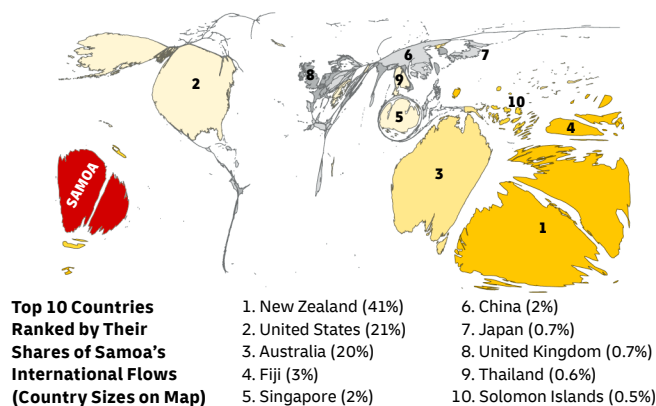 6
7
8
2
9
10
5
4
SAMOA
3
1
Top 10 Countries
Ranked by Their
Shares of Samoa's
International Flows
(Country Sizes on Map)
1. New Zealand (41%)
2. United States (21%)
3. Australia (20%)
4. Fiji (3%)
5. Singapore (2%)
6. China (2%)
7. Japan (0.7%)
8. United Kingdom (0.7%)
9. Thailand (0.6%)
10. Solomon Islands (0.5%)